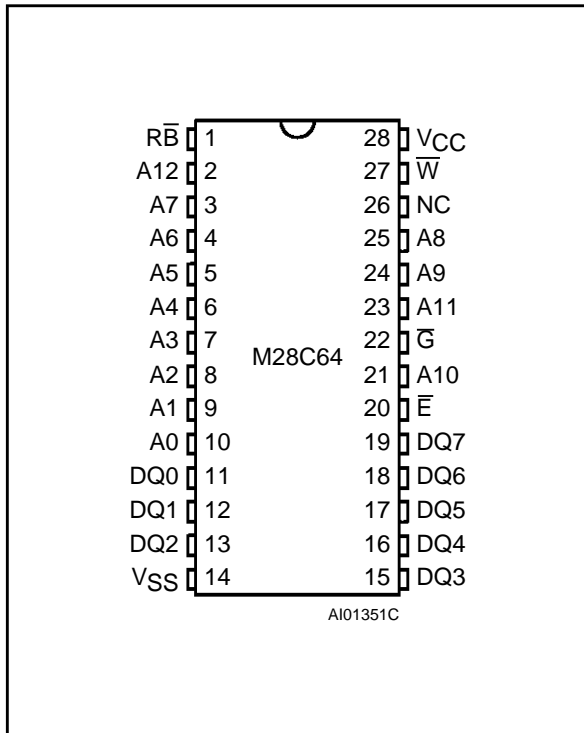 RB̅ 1 28 VCC
A12 2 27 W̅
A7 3 26 NC
A6 4 25 A8
A5 5 24 A9
A4 6 23 A11
A3 7 22 G̅
M28C64
A2 8 21 A10
A1 9 20 E̅
A0 10 19 DQ7
DQ0 11 18 DQ6
DQ1 12 17 DQ5
DQ2 13 16 DQ4
VSS 14 15 DQ3
AI01351C